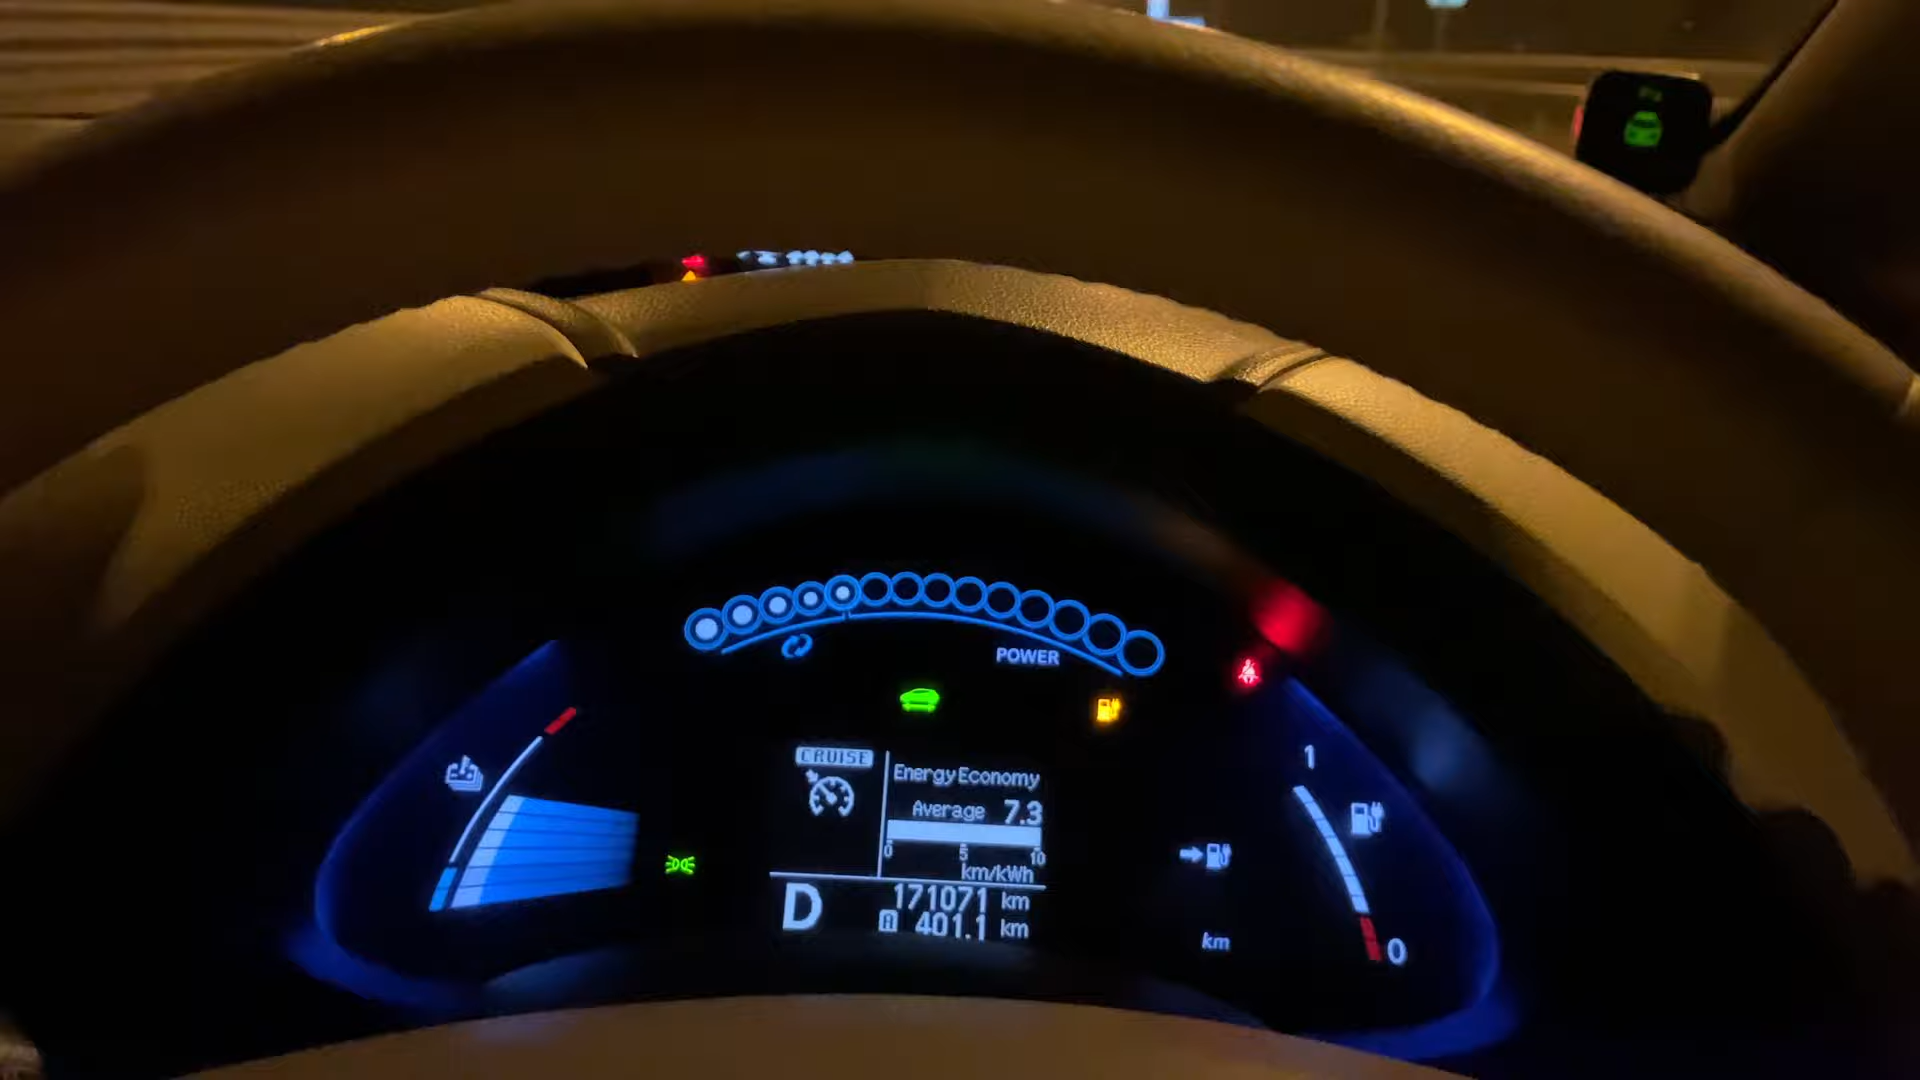 POWER
CRUISE
Energy Economy
Average 7.3
0 5 10
km/kWh
D
171071 km
A 401.1 km
1
0
km